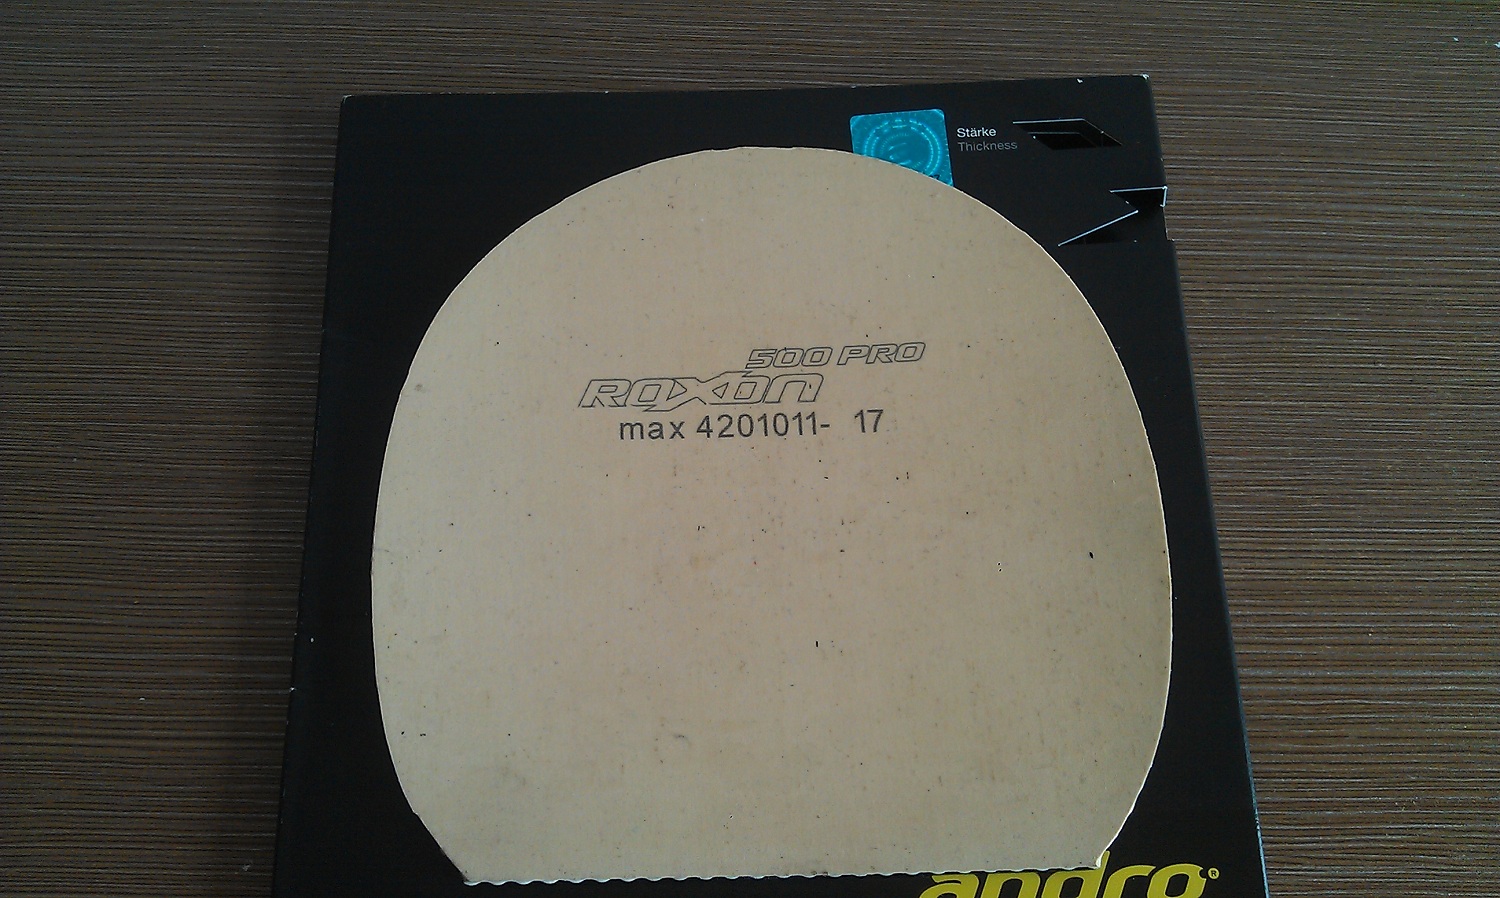 Stärke
Thickness
500 PRO
ROXON
max 4201011- 17
andro®